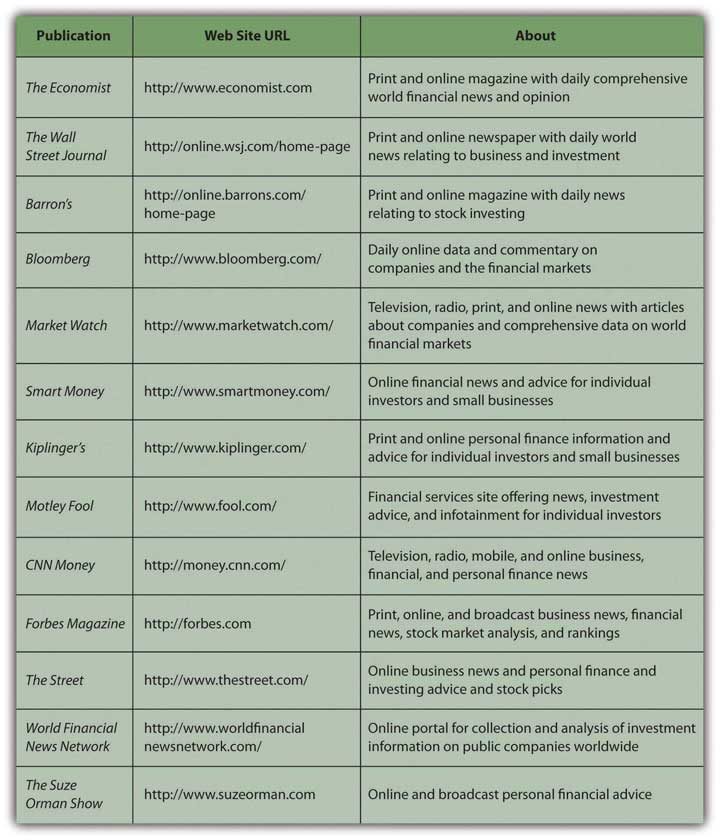 Publication Web Site URL About
The Economist http://www.economist.com Print and online magazine with daily comprehensive
world financial news and opinion
The Wall
Street Journal http://online.wsj.com/home-page Print and online newspaper with daily world
news relating to business and investment
Barron’s http://online.barrons.com/
home-page Print and online magazine with daily news
relating to stock investing
Bloomberg http://www.bloomberg.com/ Daily online data and commentary on
companies and the financial markets
Market Watch http://www.marketwatch.com/ Television, radio, print, and online news with articles
about companies and comprehensive data on world
financial markets
Smart Money http://www.smartmoney.com/ Online financial news and advice for individual
investors and small businesses
Kiplinger’s http://www.kiplinger.com/ Print and online personal finance information and
advice for individual investors and small businesses
Motley Fool http://www.fool.com/ Financial services site offering news, investment
advice, and infotainment for individual investors
CNN Money http://money.cnn.com/ Television, radio, mobile, and online business,
financial, and personal finance news
Forbes Magazine http://forbes.com Print, online, and broadcast business news, financial
news, stock market analysis, and rankings
The Street http://www.thestreet.com/ Online business news and personal finance and
investing advice and stock picks
World Financial
News Network http://www.worldfinancial
newsnetwork.com/ Online portal for collection and analysis of investment
information on public companies worldwide
The Suze
Orman Show http://www.suzeorman.com Online and broadcast personal financial advice